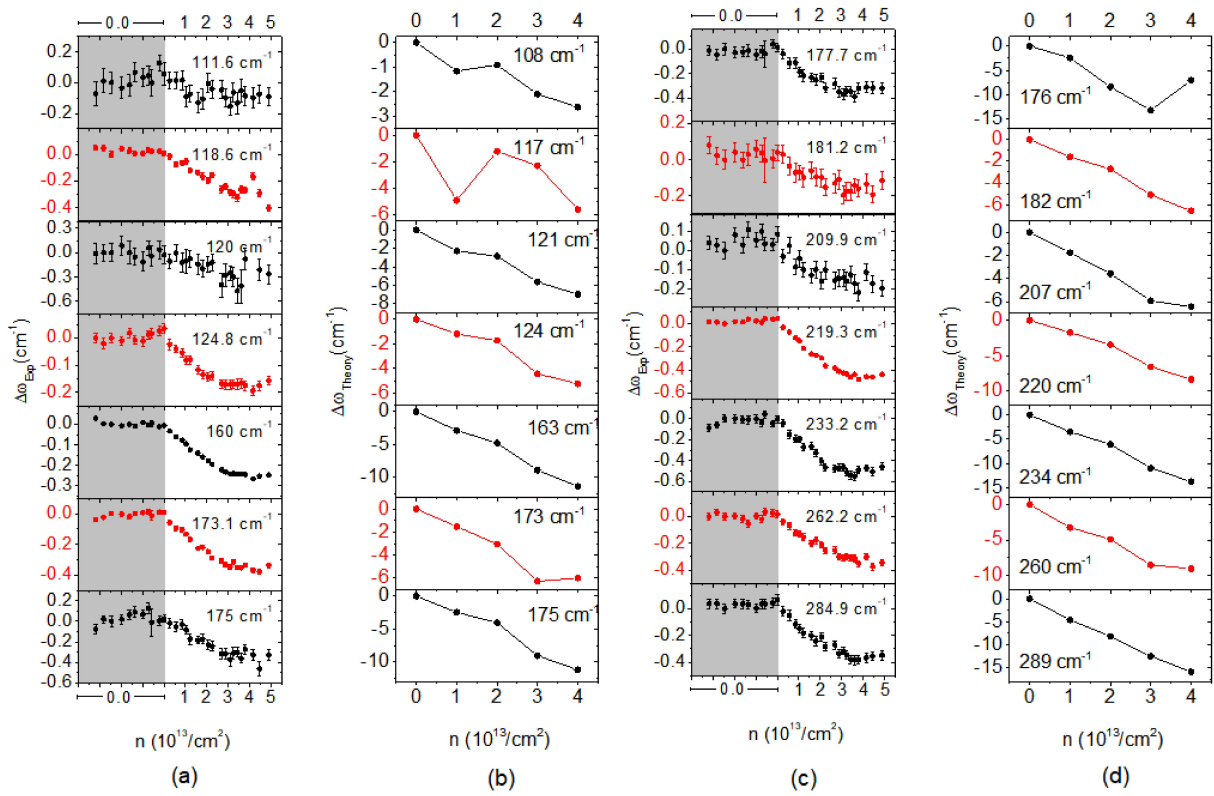 0.0 1 2 3 4 5
0.2
0.0
-0.2
111.6 cm⁻¹
0.0
-0.2
-0.4
118.6 cm⁻¹
0.3
0.0
-0.3
-0.6
120 cm⁻¹
0.0
-0.1
-0.2
124.8 cm⁻¹
0.0
-0.1
-0.2
-0.3
160 cm⁻¹
0.0
-0.2
-0.4
173.1 cm⁻¹
0.2
0.0
-0.2
-0.4
-0.6
175 cm⁻¹
0.0 1 2 3 4 5
Δω_Exp(cm⁻¹)
n (10¹³/cm²)
(a)
0 1 2 3 4
0
-1
-2
-3
108 cm⁻¹
0
-2
-4
-6
117 cm⁻¹
0
-2
-4
-6
-8
121 cm⁻¹
0
-2
-4
-6
124 cm⁻¹
0
-5
-10
163 cm⁻¹
0
-2
-4
-6
173 cm⁻¹
0
-5
-10
175 cm⁻¹
0 1 2 3 4
Δω_Theory(cm⁻¹)
n (10¹³/cm²)
(b)
0.0 1 2 3 4 5
0.0
-0.2
-0.4
-0.6
177.7 cm⁻¹
0.2
0.0
-0.2
181.2 cm⁻¹
0.1
0.0
-0.1
-0.2
209.9 cm⁻¹
0.0
-0.2
-0.4
-0.6
219.3 cm⁻¹
0.0
-0.2
-0.4
-0.6
233.2 cm⁻¹
0.0
-0.2
-0.4
262.2 cm⁻¹
0.0
-0.2
-0.4
284.9 cm⁻¹
0.0 1 2 3 4 5
Δω_Exp(cm⁻¹)
n (10¹³/cm²)
(c)
0 1 2 3 4
0
-5
-10
-15
176 cm⁻¹
0
-2
-4
-6
182 cm⁻¹
0
-2
-4
-6
207 cm⁻¹
0
-5
-10
220 cm⁻¹
0
-5
-10
-15
234 cm⁻¹
0
-5
-10
260 cm⁻¹
0
-5
-10
-15
289 cm⁻¹
0 1 2 3 4
Δω_Theory(cm⁻¹)
n (10¹³/cm²)
(d)